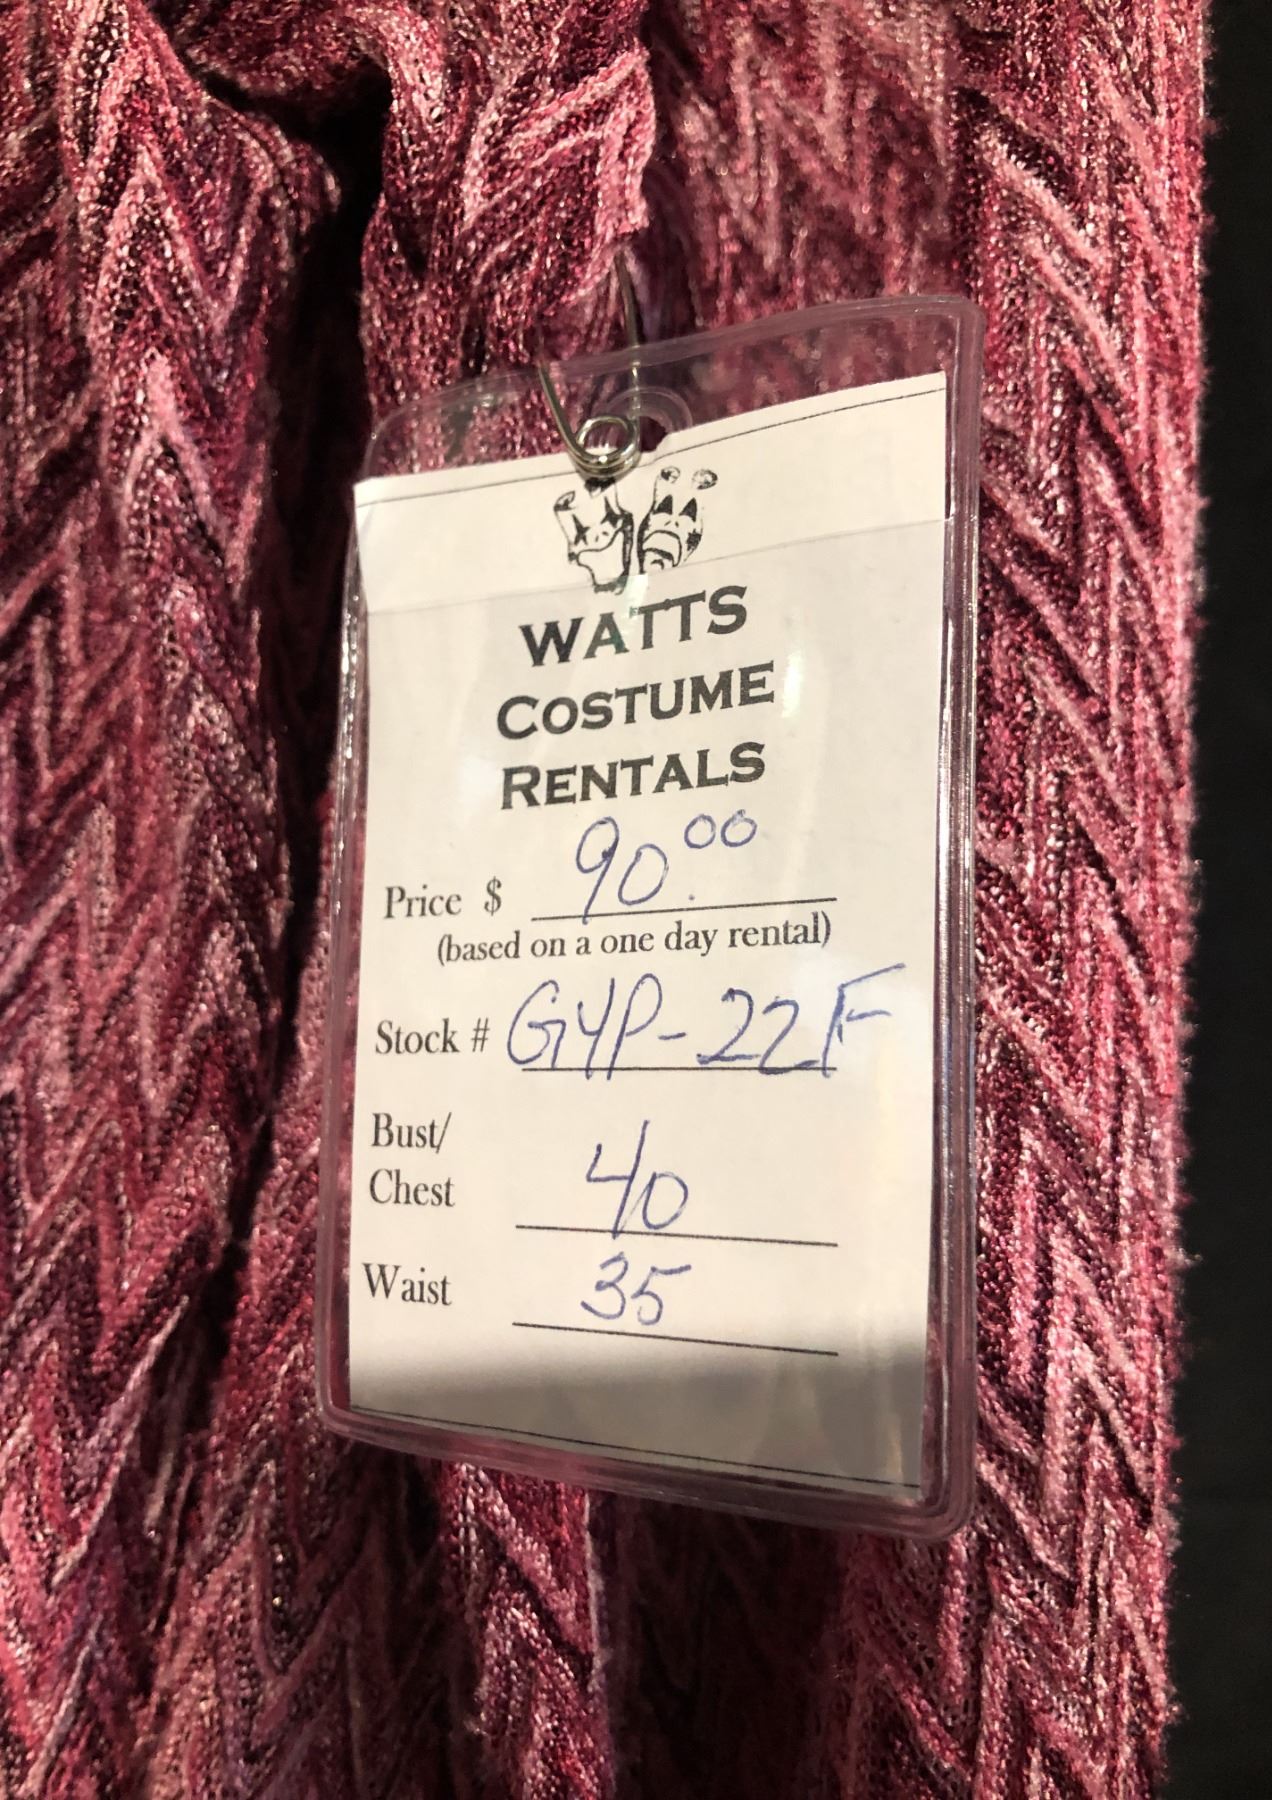 WATTS
COSTUME
RENTALS
Price $ 90.00
(based on a one day rental)
Stock # GYP-22F
Bust/
Chest 40
Waist 35